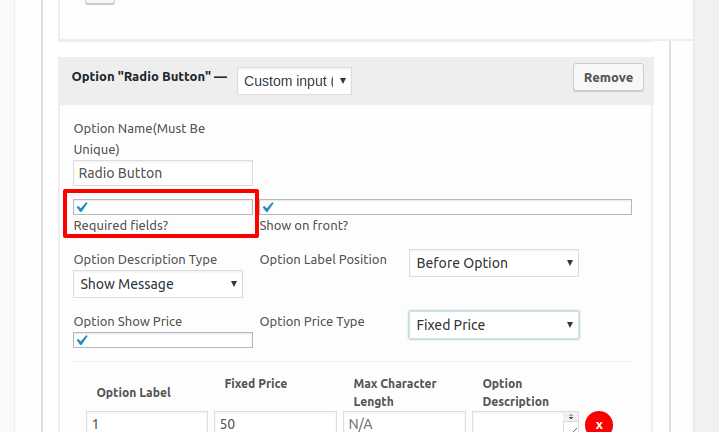 Option "Radio Button" — Custom input ( Remove
Option Name(Must Be
Unique)
Radio Button
Required fields? Show on front?
Option Description Type Option Label Position Before Option
Show Message
Option Show Price Option Price Type Fixed Price
Option Label Fixed Price Max Character Length Option Description
1 50 N/A x